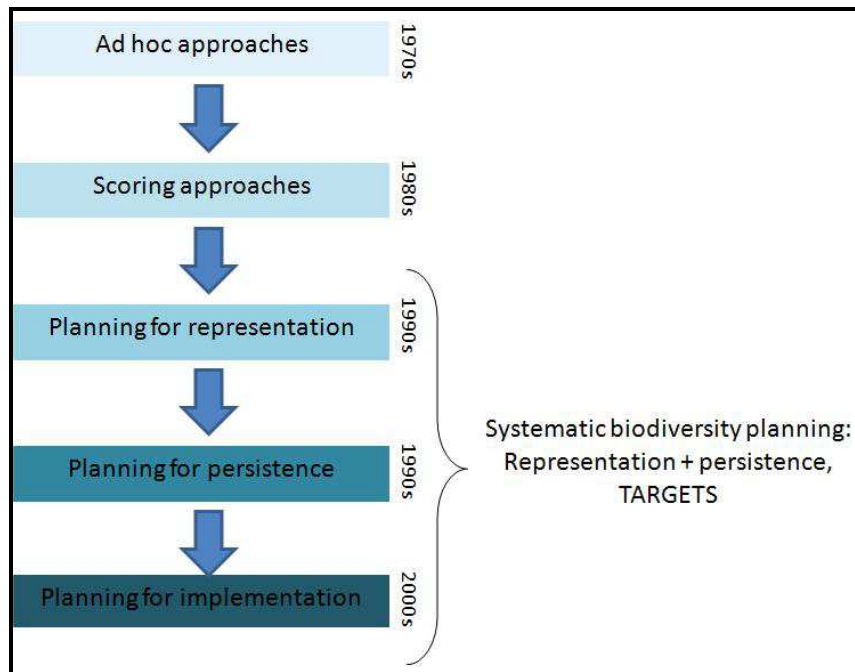 Ad hoc approaches
1970s
Scoring approaches
1980s
Planning for representation
1990s
Planning for persistence
1990s
Planning for implementation
2000s
Systematic biodiversity planning:
Representation + persistence,
TARGETS